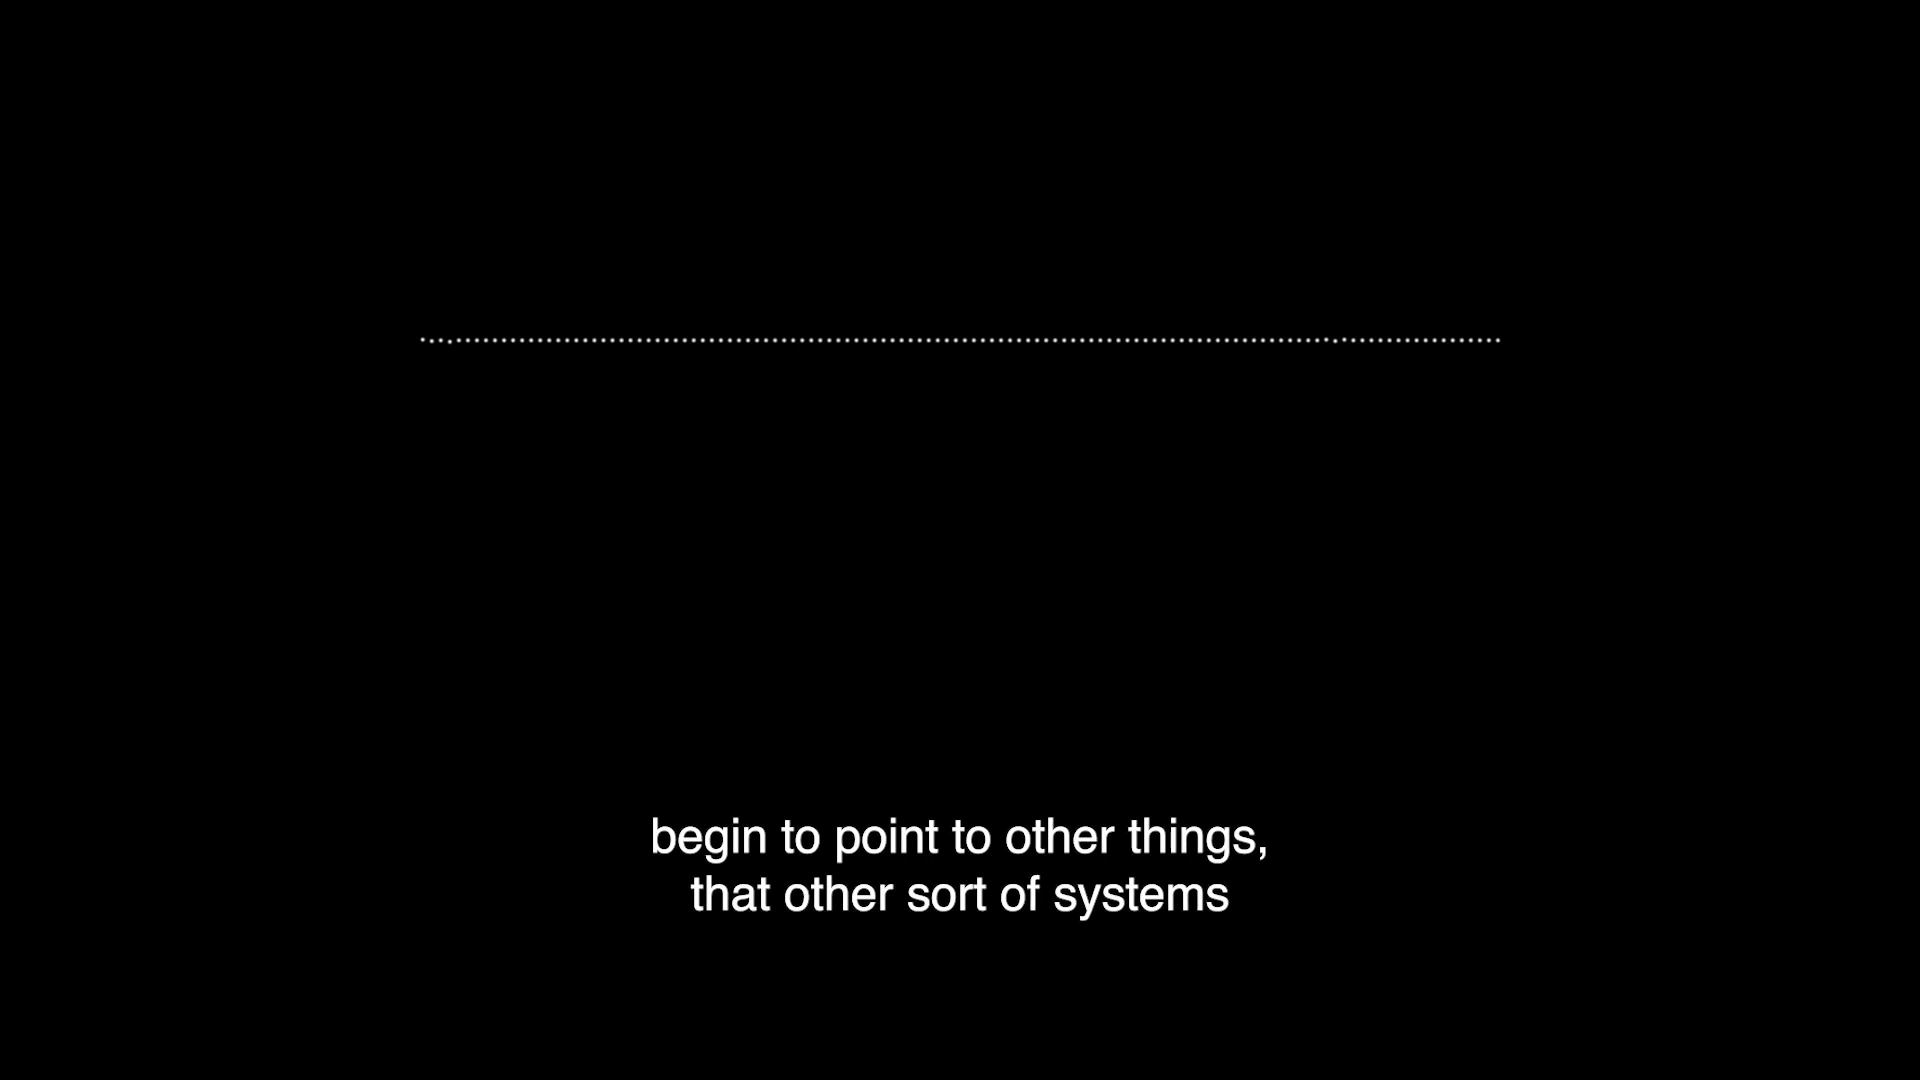 begin to point to other things,
that other sort of systems